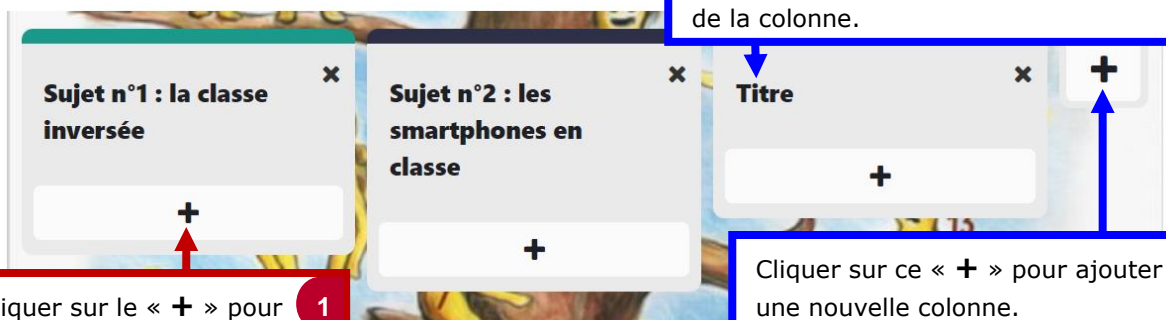 de la colonne.
Sujet n°1 : la classe
inversée
Sujet n°2 : les
smartphones en
classe
Titre
Cliquer sur ce « + » pour ajouter
une nouvelle colonne.
sur le « + » pour
1